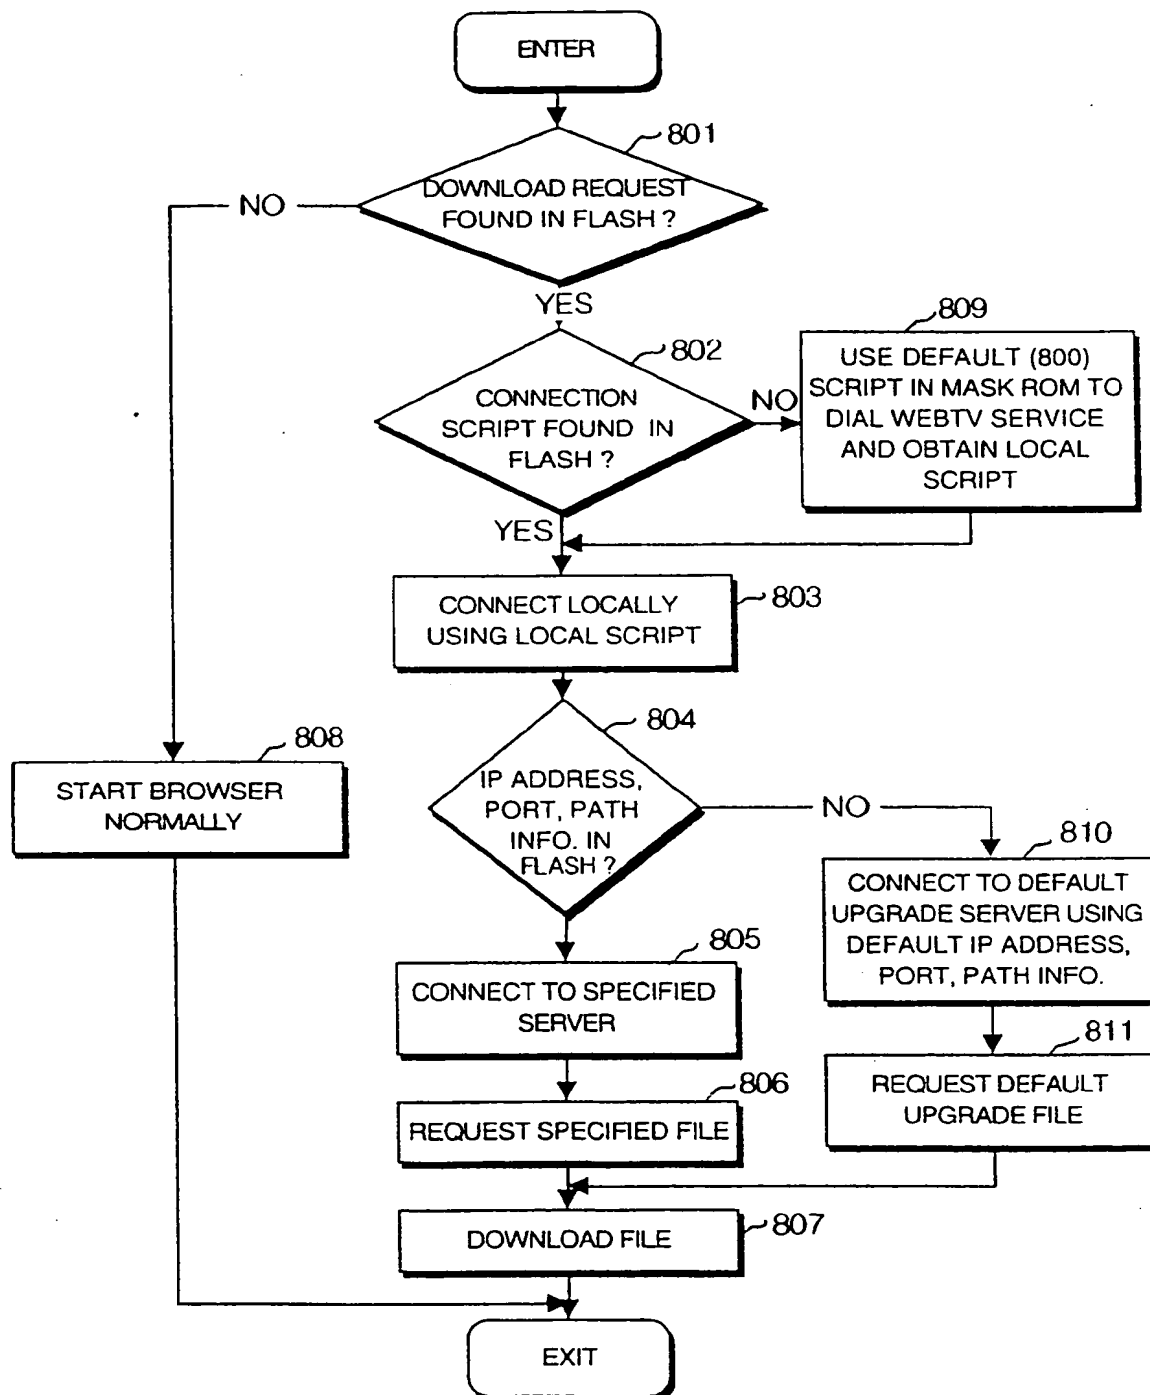 ENTER
801
DOWNLOAD REQUEST
FOUND IN FLASH ?
NO
YES
802
CONNECTION
SCRIPT FOUND IN
FLASH ?
NO
809
USE DEFAULT (800)
SCRIPT IN MASK ROM TO
DIAL WEBTV SERVICE
AND OBTAIN LOCAL
SCRIPT
YES
CONNECT LOCALLY
USING LOCAL SCRIPT
803
804
IP ADDRESS,
PORT, PATH
INFO. IN
FLASH ?
NO
808
START BROWSER
NORMALLY
810
CONNECT TO DEFAULT
UPGRADE SERVER USING
DEFAULT IP ADDRESS,
PORT, PATH INFO.
805
CONNECT TO SPECIFIED
SERVER
811
REQUEST DEFAULT
UPGRADE FILE
806
REQUEST SPECIFIED FILE
DOWNLOAD FILE
807
EXIT